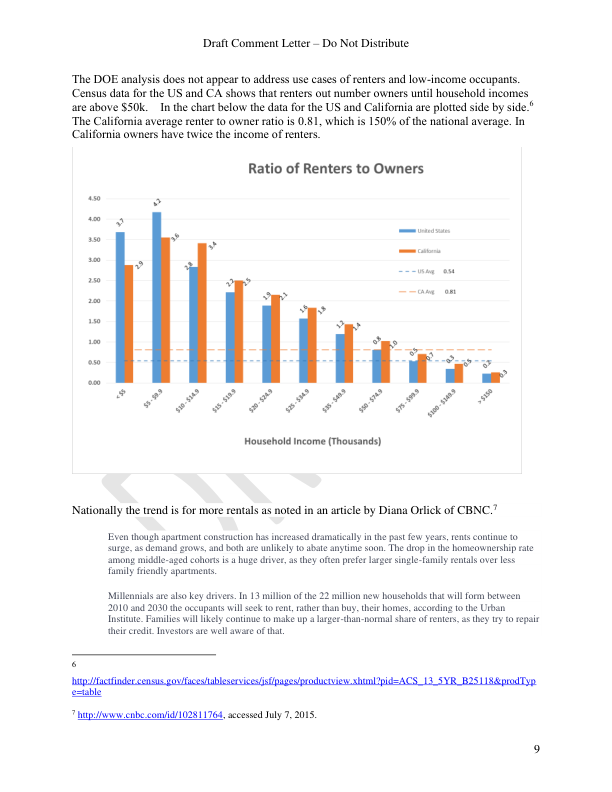 Draft Comment Letter – Do Not Distribute
The DOE analysis does not appear to address use cases of renters and low-income occupants.
Census data for the US and CA shows that renters out number owners until household incomes
are above $50k. In the chart below the data for the US and California are plotted side by side.6
The California average renter to owner ratio is 0.81, which is 150% of the national average. In
California owners have twice the income of renters.
Ratio of Renters to Owners
4.50
4.00
3.50
3.00
2.50
2.00
1.50
1.00
0.50
0.00
3.7
2.9
4.2
3.6
2.8
3.4
2.2
2.5
1.9
2.1
1.6
1.8
1.2
1.4
0.8
1.0
0.5
0.7
0.3
0.5
0.2
0.3
United States
California
US Avg 0.54
CA Avg 0.81
< $5
$5 - $9.9
$10 - $14.9
$15 - $19.9
$20 - $24.9
$25 - $34.9
$35 - $49.9
$50 - $74.9
$75 - $99.9
$100 - $149.9
> $150
Household Income (Thousands)
Nationally the trend is for more rentals as noted in an article by Diana Orlick of CBNC.7
Even though apartment construction has increased dramatically in the past few years, rents continue to
surge, as demand grows, and both are unlikely to abate anytime soon. The drop in the homeownership rate
among middle-aged cohorts is a huge driver, as they often prefer larger single-family rentals over less
family friendly apartments.
Millennials are also key drivers. In 13 million of the 22 million new households that will form between
2010 and 2030 the occupants will seek to rent, rather than buy, their homes, according to the Urban
Institute. Families will likely continue to make up a larger-than-normal share of renters, as they try to repair
their credit. Investors are well aware of that.
6
http://factfinder.census.gov/faces/tableservices/jsf/pages/productview.xhtml?pid=ACS_13_5YR_B25118&prodTyp
e=table
7 http://www.cnbc.com/id/102811764, accessed July 7, 2015.
9